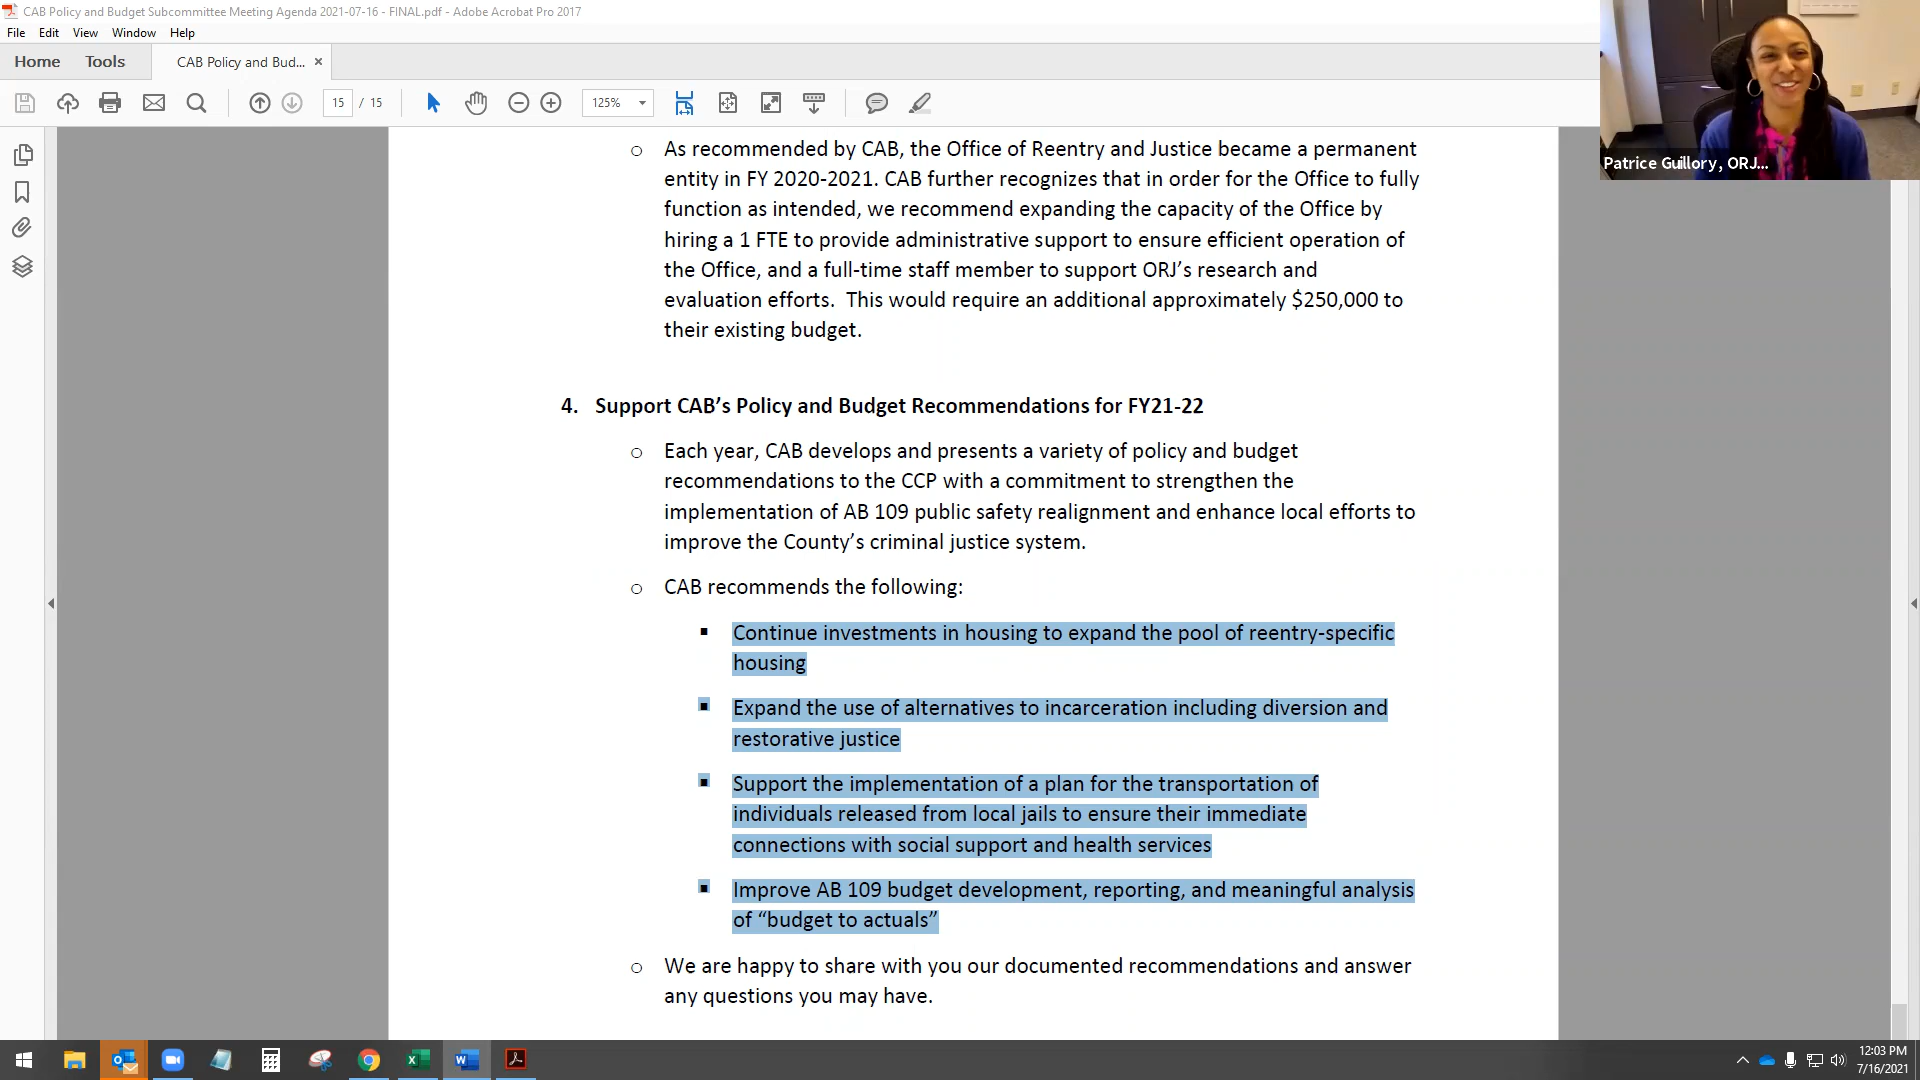 CAB Policy and Budget Subcommittee Meeting Agenda 2021-07-16 - FINAL.pdf - Adobe Acrobat Pro 2017
File Edit View Window Help
Home Tools CAB Policy and Bud... ×
15 / 15 125%
Patrice Guillory, ORJ...
o As recommended by CAB, the Office of Reentry and Justice became a permanent
entity in FY 2020-2021. CAB further recognizes that in order for the Office to fully
function as intended, we recommend expanding the capacity of the Office by
hiring a 1 FTE to provide administrative support to ensure efficient operation of
the Office, and a full-time staff member to support ORJ’s research and
evaluation efforts.  This would require an additional approximately $250,000 to
their existing budget.
4. Support CAB’s Policy and Budget Recommendations for FY21-22
o Each year, CAB develops and presents a variety of policy and budget
recommendations to the CCP with a commitment to strengthen the
implementation of AB 109 public safety realignment and enhance local efforts to
improve the County’s criminal justice system.
o CAB recommends the following:
▪ Continue investments in housing to expand the pool of reentry-specific
housing
▪ Expand the use of alternatives to incarceration including diversion and
restorative justice
▪ Support the implementation of a plan for the transportation of
individuals released from local jails to ensure their immediate
connections with social support and health services
▪ Improve AB 109 budget development, reporting, and meaningful analysis
of “budget to actuals”
o We are happy to share with you our documented recommendations and answer
any questions you may have.
12:03 PM
7/16/2021